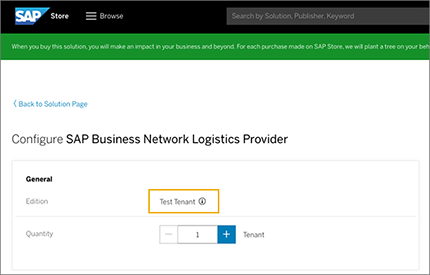 SAP Store Browse Search by Solution, Publisher, Keyword
When you buy this solution, you will make an impact in your business and beyond. For each purchase made on SAP Store, we will plant a tree on your beh
Back to Solution Page
Configure SAP Business Network Logistics Provider
General
Edition Test Tenant
Quantity 1 Tenant